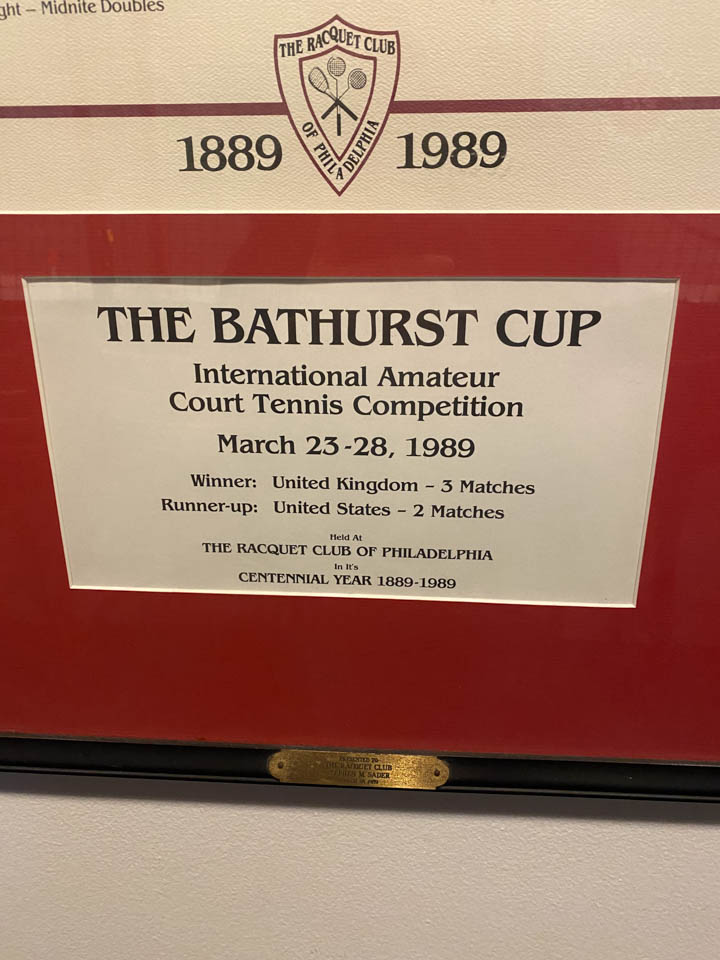 ght – Midnite Doubles
THE RACQUET CLUB
OF PHILADELPHIA
1889 1989
THE BATHURST CUP
International Amateur
Court Tennis Competition
March 23-28, 1989
Winner: United Kingdom – 3 Matches
Runner-up: United States – 2 Matches
Held At
THE RACQUET CLUB OF PHILADELPHIA
In It's
CENTENNIAL YEAR 1889-1989
PRESENTED TO
THE RACQUET CLUB
M. SADER